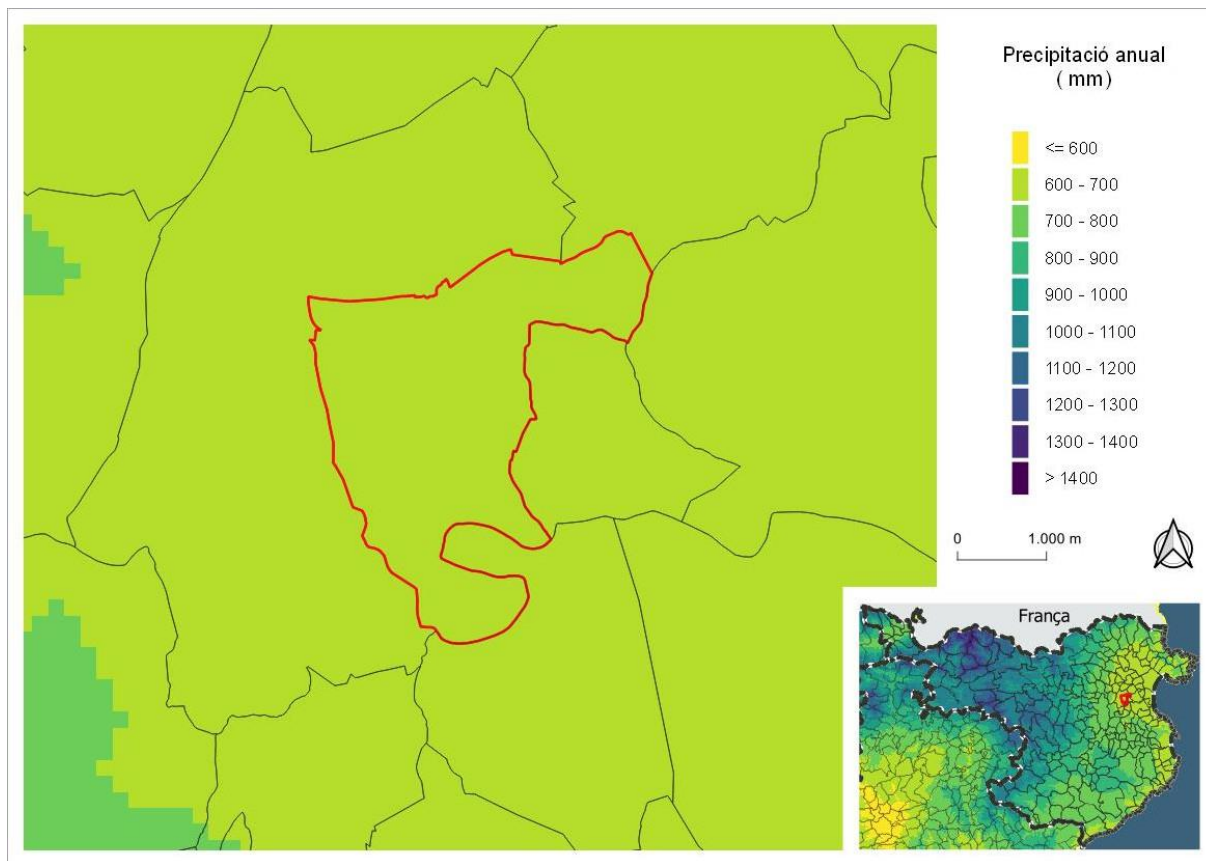 Precipitació anual
( mm)
<= 600
600 - 700
700 - 800
800 - 900
900 - 1000
1000 - 1100
1100 - 1200
1200 - 1300
1300 - 1400
> 1400
0 1.000 m
França